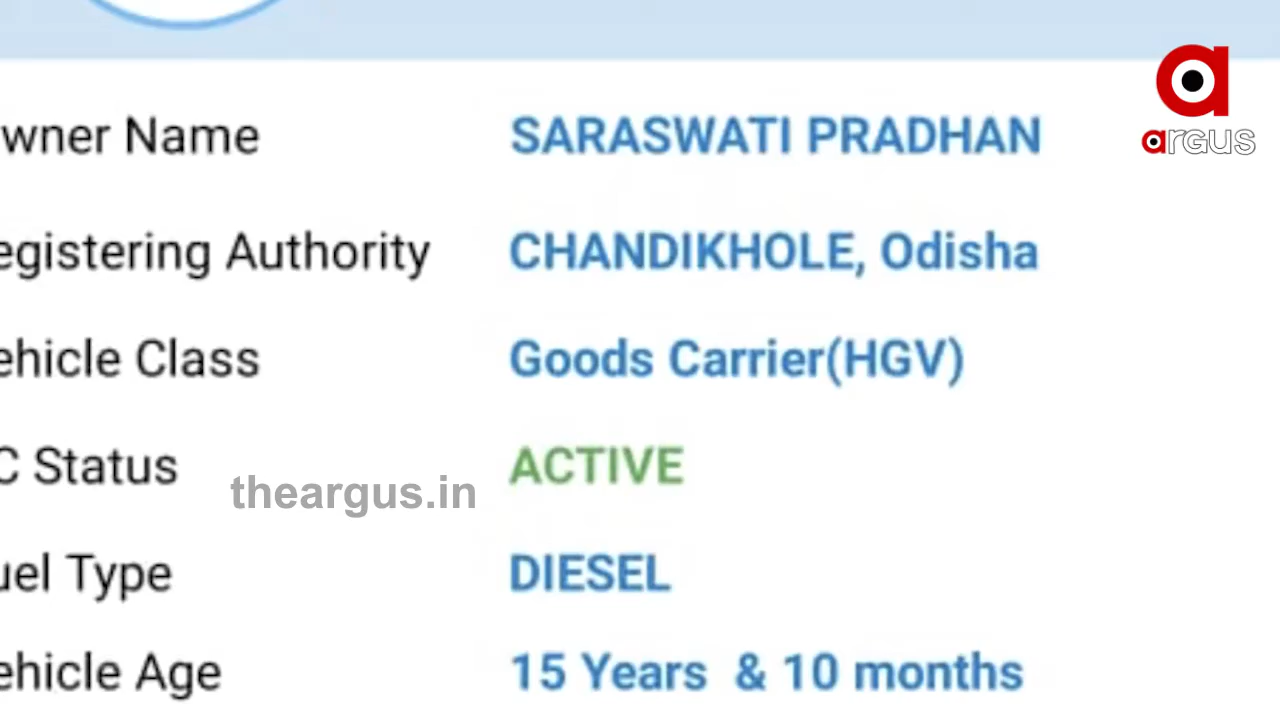 argus
wner Name SARASWATI PRADHAN
egistering Authority CHANDIKHOLE, Odisha
ehicle Class Goods Carrier(HGV)
C Status ACTIVE
theargus.in
uel Type DIESEL
ehicle Age 15 Years & 10 months